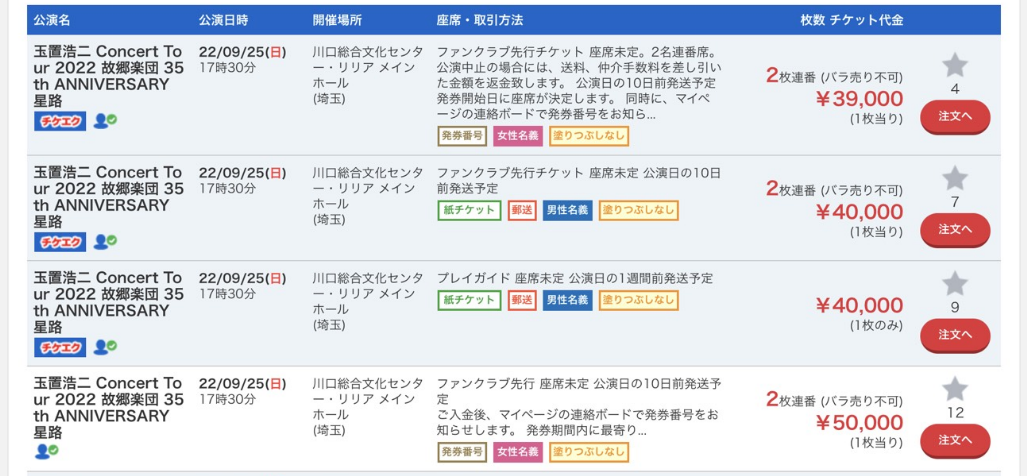 公演名 公演日時 開催場所 座席・取引方法 枚数 チケット代金
玉置浩二 Concert To
ur 2022 故郷楽団 35
th ANNIVERSARY
星路
チケエク
22/09/25(日)
17時30分
川口総合文化センタ
ー・リリア メイン
ホール
(埼玉)
ファンクラブ先行チケット 座席未定。2名連番席。
公演中止の場合には、送料、仲介手数料を差し引い
た金額を返金致します。 公演日の10日前発送予定
発券開始日に座席が決定します。 同時に、マイペ
ージの連絡ボードで発券番号をお知ら...
発券番号 女性名義 塗りつぶしなし
2枚連番 (バラ売り不可)
￥39,000
(1枚当り)
4
注文へ
玉置浩二 Concert To
ur 2022 故郷楽団 35
th ANNIVERSARY
星路
チケエク
22/09/25(日)
17時30分
川口総合文化センタ
ー・リリア メイン
ホール
(埼玉)
ファンクラブ先行チケット 座席未定 公演日の10日
前発送予定
紙チケット 郵送 男性名義 塗りつぶしなし
2枚連番 (バラ売り不可)
￥40,000
(1枚当り)
7
注文へ
玉置浩二 Concert To
ur 2022 故郷楽団 35
th ANNIVERSARY
星路
チケエク
22/09/25(日)
17時30分
川口総合文化センタ
ー・リリア メイン
ホール
(埼玉)
プレイガイド 座席未定 公演日の1週間前発送予定
紙チケット 郵送 男性名義 塗りつぶしなし
￥40,000
(1枚のみ)
9
注文へ
玉置浩二 Concert To
ur 2022 故郷楽団 35
th ANNIVERSARY
星路
22/09/25(日)
17時30分
川口総合文化センタ
ー・リリア メイン
ホール
(埼玉)
ファンクラブ先行 座席未定 公演日の10日前発送予
定
ご入金後、マイページの連絡ボードで発券番号をお
知らせします。 発券期間内に最寄り...
発券番号 女性名義 塗りつぶしなし
2枚連番 (バラ売り不可)
￥50,000
(1枚当り)
12
注文へ